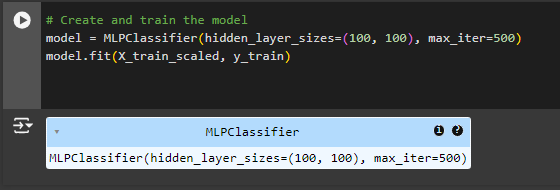 # Create and train the model
model = MLPClassifier(hidden_layer_sizes=(100, 100), max_iter=500)
model.fit(X_train_scaled, y_train)
MLPClassifier i ?
MLPClassifier(hidden_layer_sizes=(100, 100), max_iter=500)